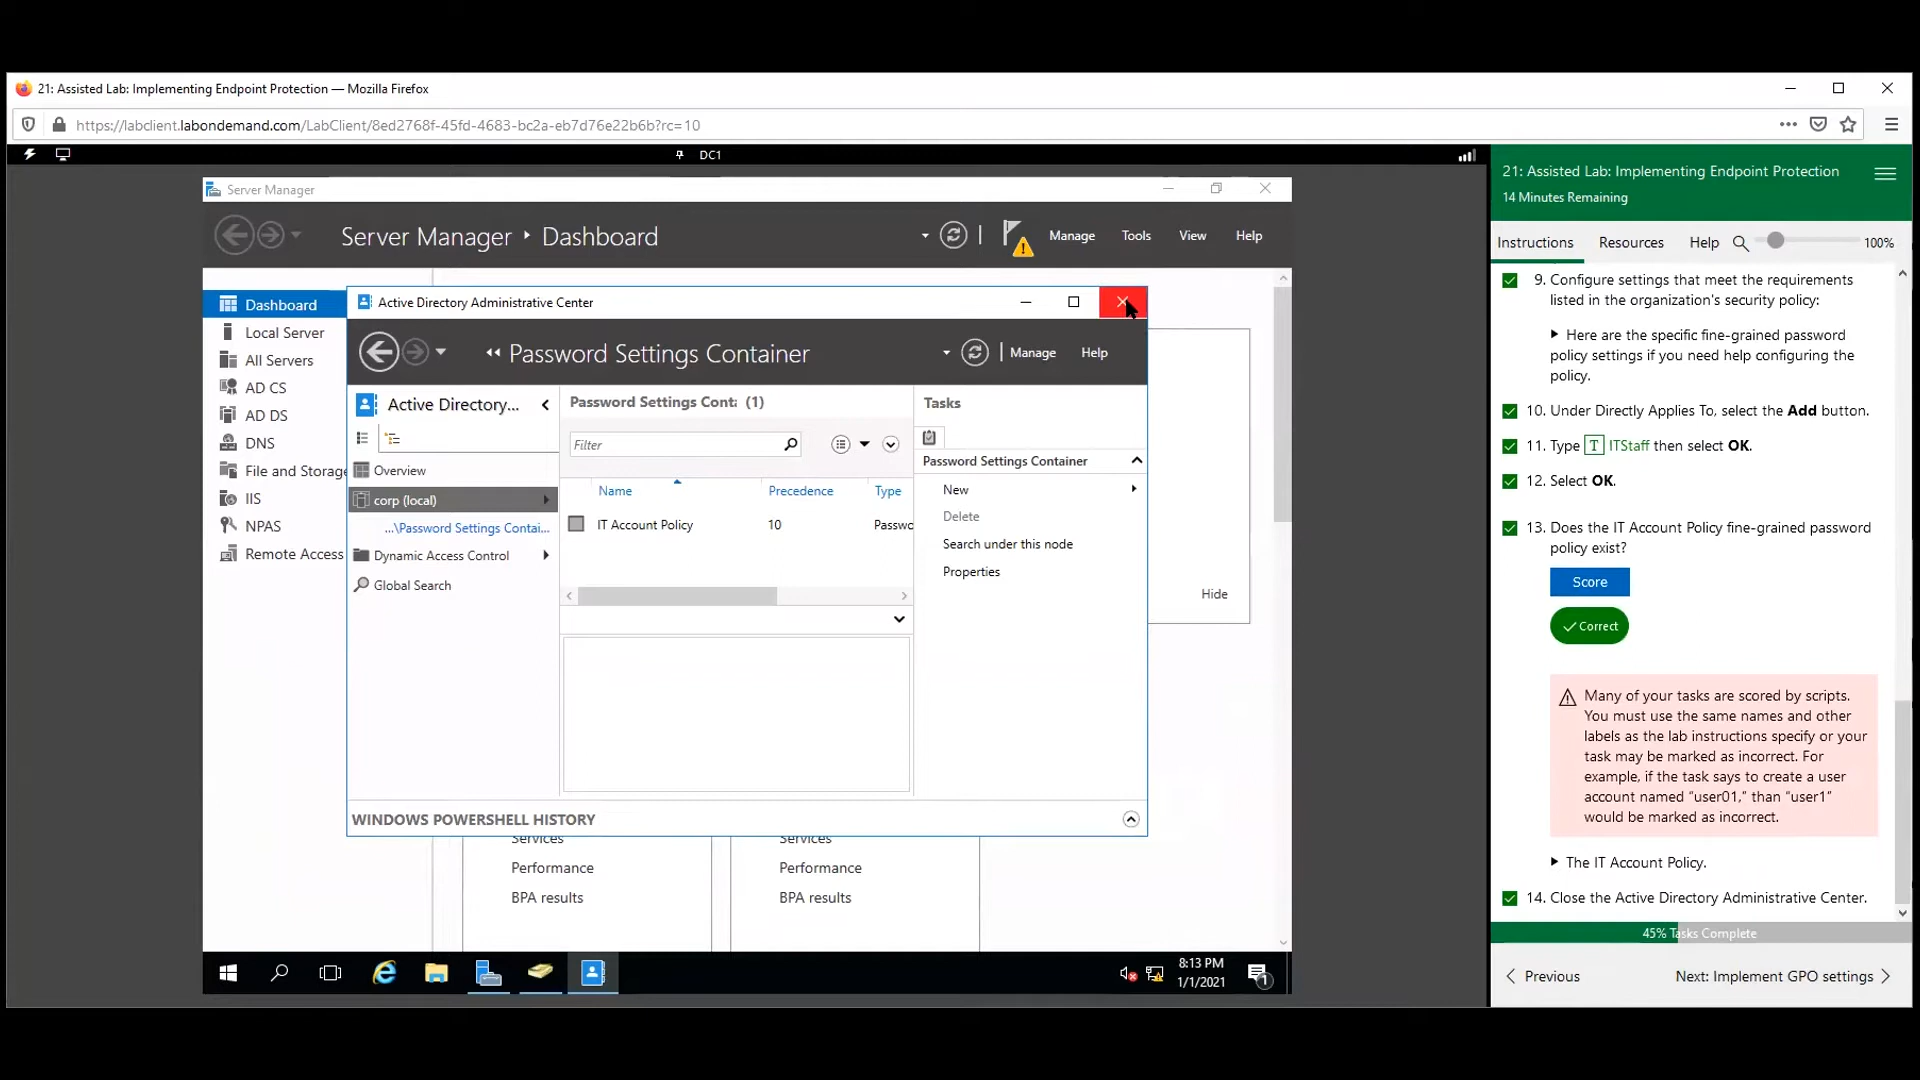 21: Assisted Lab: Implementing Endpoint Protection — Mozilla Firefox
https://labclient.labondemand.com/LabClient/8ed2768f-45fd-4683-bc2a-eb7d76e22b6b?rc=10
DC1
Server Manager
Server Manager ‣ Dashboard
Manage
Tools
View
Help
Dashboard
Local Server
All Servers
AD CS
AD DS
DNS
File and Storage
IIS
NPAS
Remote Access
Hide
Active Directory Administrative Center
Password Settings Container
Manage
Help
Active Directory...
Overview
corp (local)
...\Password Settings Contai...
Dynamic Access Control
Global Search
Password Settings Cont: (1)
Filter
Name
Precedence
Type
IT Account Policy
10
Passwo
Tasks
Password Settings Container
New
Delete
Search under this node
Properties
WINDOWS POWERSHELL HISTORY
Services
Performance
BPA results
Services
Performance
BPA results
8:13 PM
1/1/2021
1
21: Assisted Lab: Implementing Endpoint Protection
14 Minutes Remaining
Instructions
Resources
Help
100%
9. Configure settings that meet the requirements
listed in the organization's security policy:
Here are the specific fine-grained password
policy settings if you need help configuring the
policy.
10. Under Directly Applies To, select the Add button.
11. Type T ITStaff then select OK.
12. Select OK.
13. Does the IT Account Policy fine-grained password
policy exist?
Score
Correct
Many of your tasks are scored by scripts.
You must use the same names and other
labels as the lab instructions specify or your
task may be marked as incorrect. For
example, if the task says to create a user
account named “user01,” than “user1”
would be marked as incorrect.
The IT Account Policy.
14. Close the Active Directory Administrative Center.
45% Tasks Complete
Previous
Next: Implement GPO settings